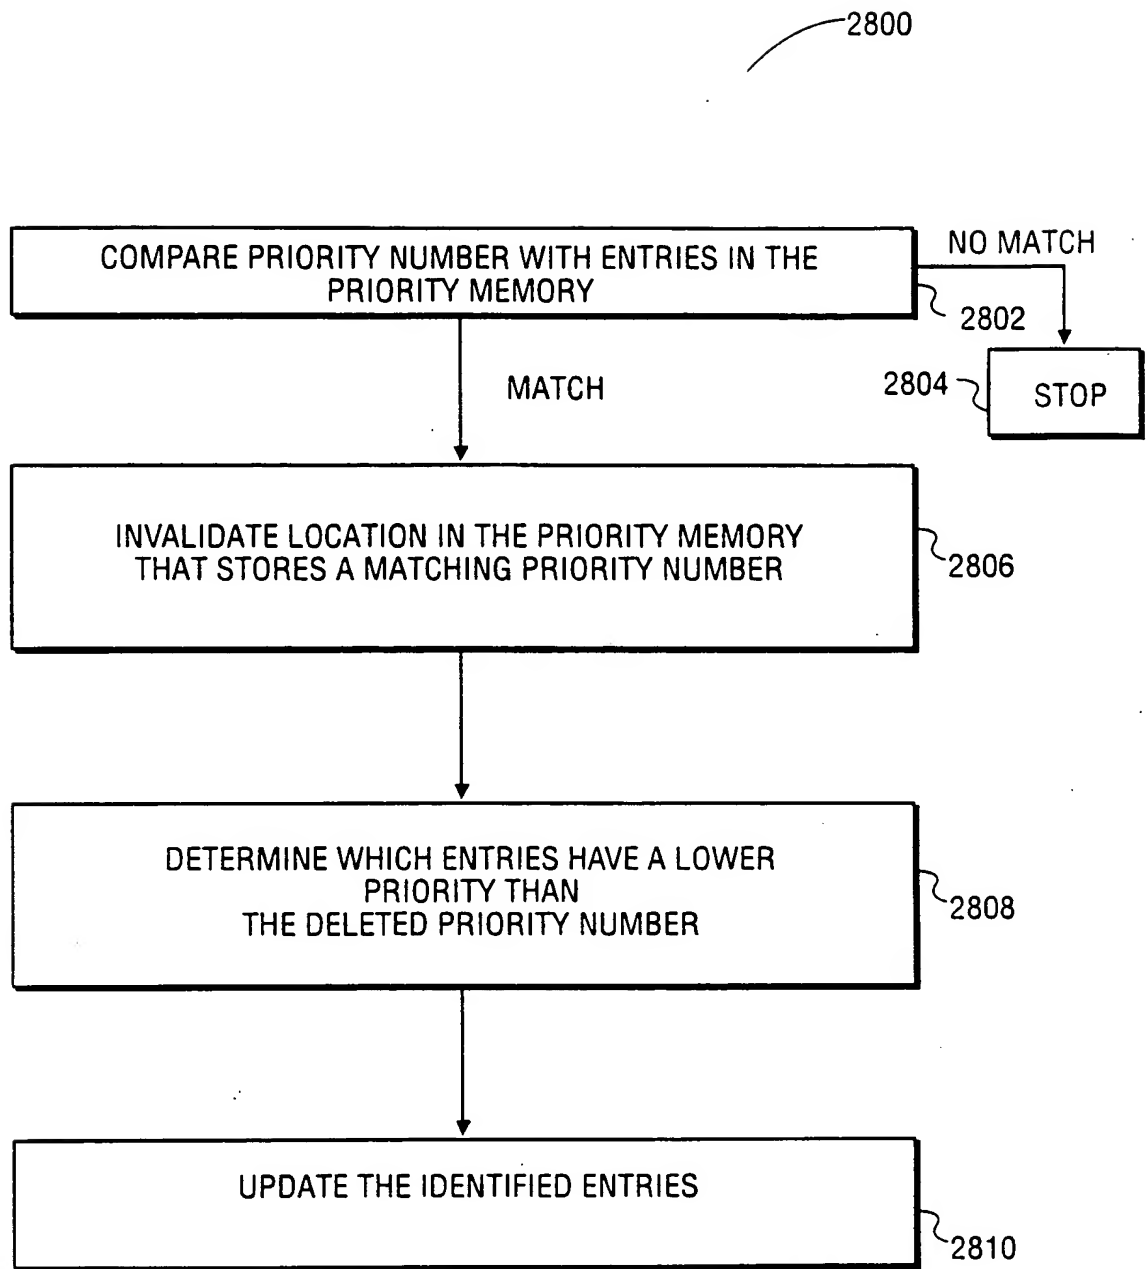 2800
COMPARE PRIORITY NUMBER WITH ENTRIES IN THE
PRIORITY MEMORY
NO MATCH
2802
2804
STOP
MATCH
INVALIDATE LOCATION IN THE PRIORITY MEMORY
THAT STORES A MATCHING PRIORITY NUMBER
2806
DETERMINE WHICH ENTRIES HAVE A LOWER
PRIORITY THAN
THE DELETED PRIORITY NUMBER
2808
UPDATE THE IDENTIFIED ENTRIES
2810